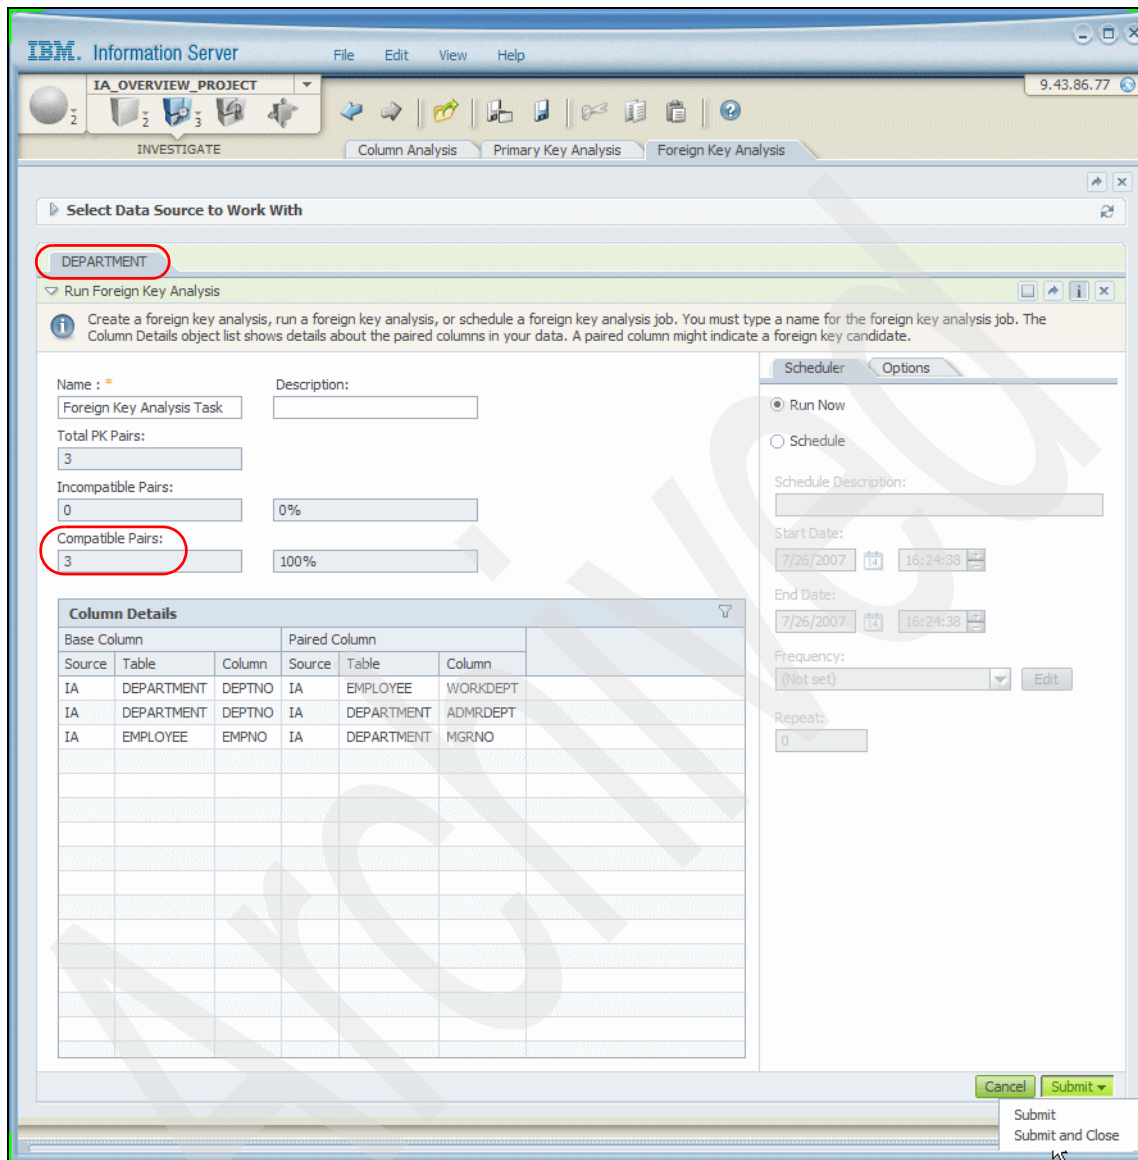 IBM. Information Server File Edit View Help
IA_OVERVIEW_PROJECT 9.43.86.77
2 2 3
INVESTIGATE Column Analysis Primary Key Analysis Foreign Key Analysis
Select Data Source to Work With
DEPARTMENT
Run Foreign Key Analysis
Create a foreign key analysis, run a foreign key analysis, or schedule a foreign key analysis job. You must type a name for the foreign key analysis job. The
Column Details object list shows details about the paired columns in your data. A paired column might indicate a foreign key candidate.
Scheduler Options
Name : * Description:
Foreign Key Analysis Task
Run Now
Total PK Pairs:
3
Schedule
Incompatible Pairs:
0 0%
Schedule Description:
Compatible Pairs:
3 100%
Start Date:
7/26/2007 14 16:24:38
End Date:
7/26/2007 14 16:24:38
Frequency:
(Not set) Edit
Repeat:
0
Column Details
Base Column Paired Column
Source Table Column Source Table Column
IA DEPARTMENT DEPTNO IA EMPLOYEE WORKDEPT
IA DEPARTMENT DEPTNO IA DEPARTMENT ADMRDEPT
IA EMPLOYEE EMPNO IA DEPARTMENT MGRNO
Archived
Cancel Submit
Submit
Submit and Close